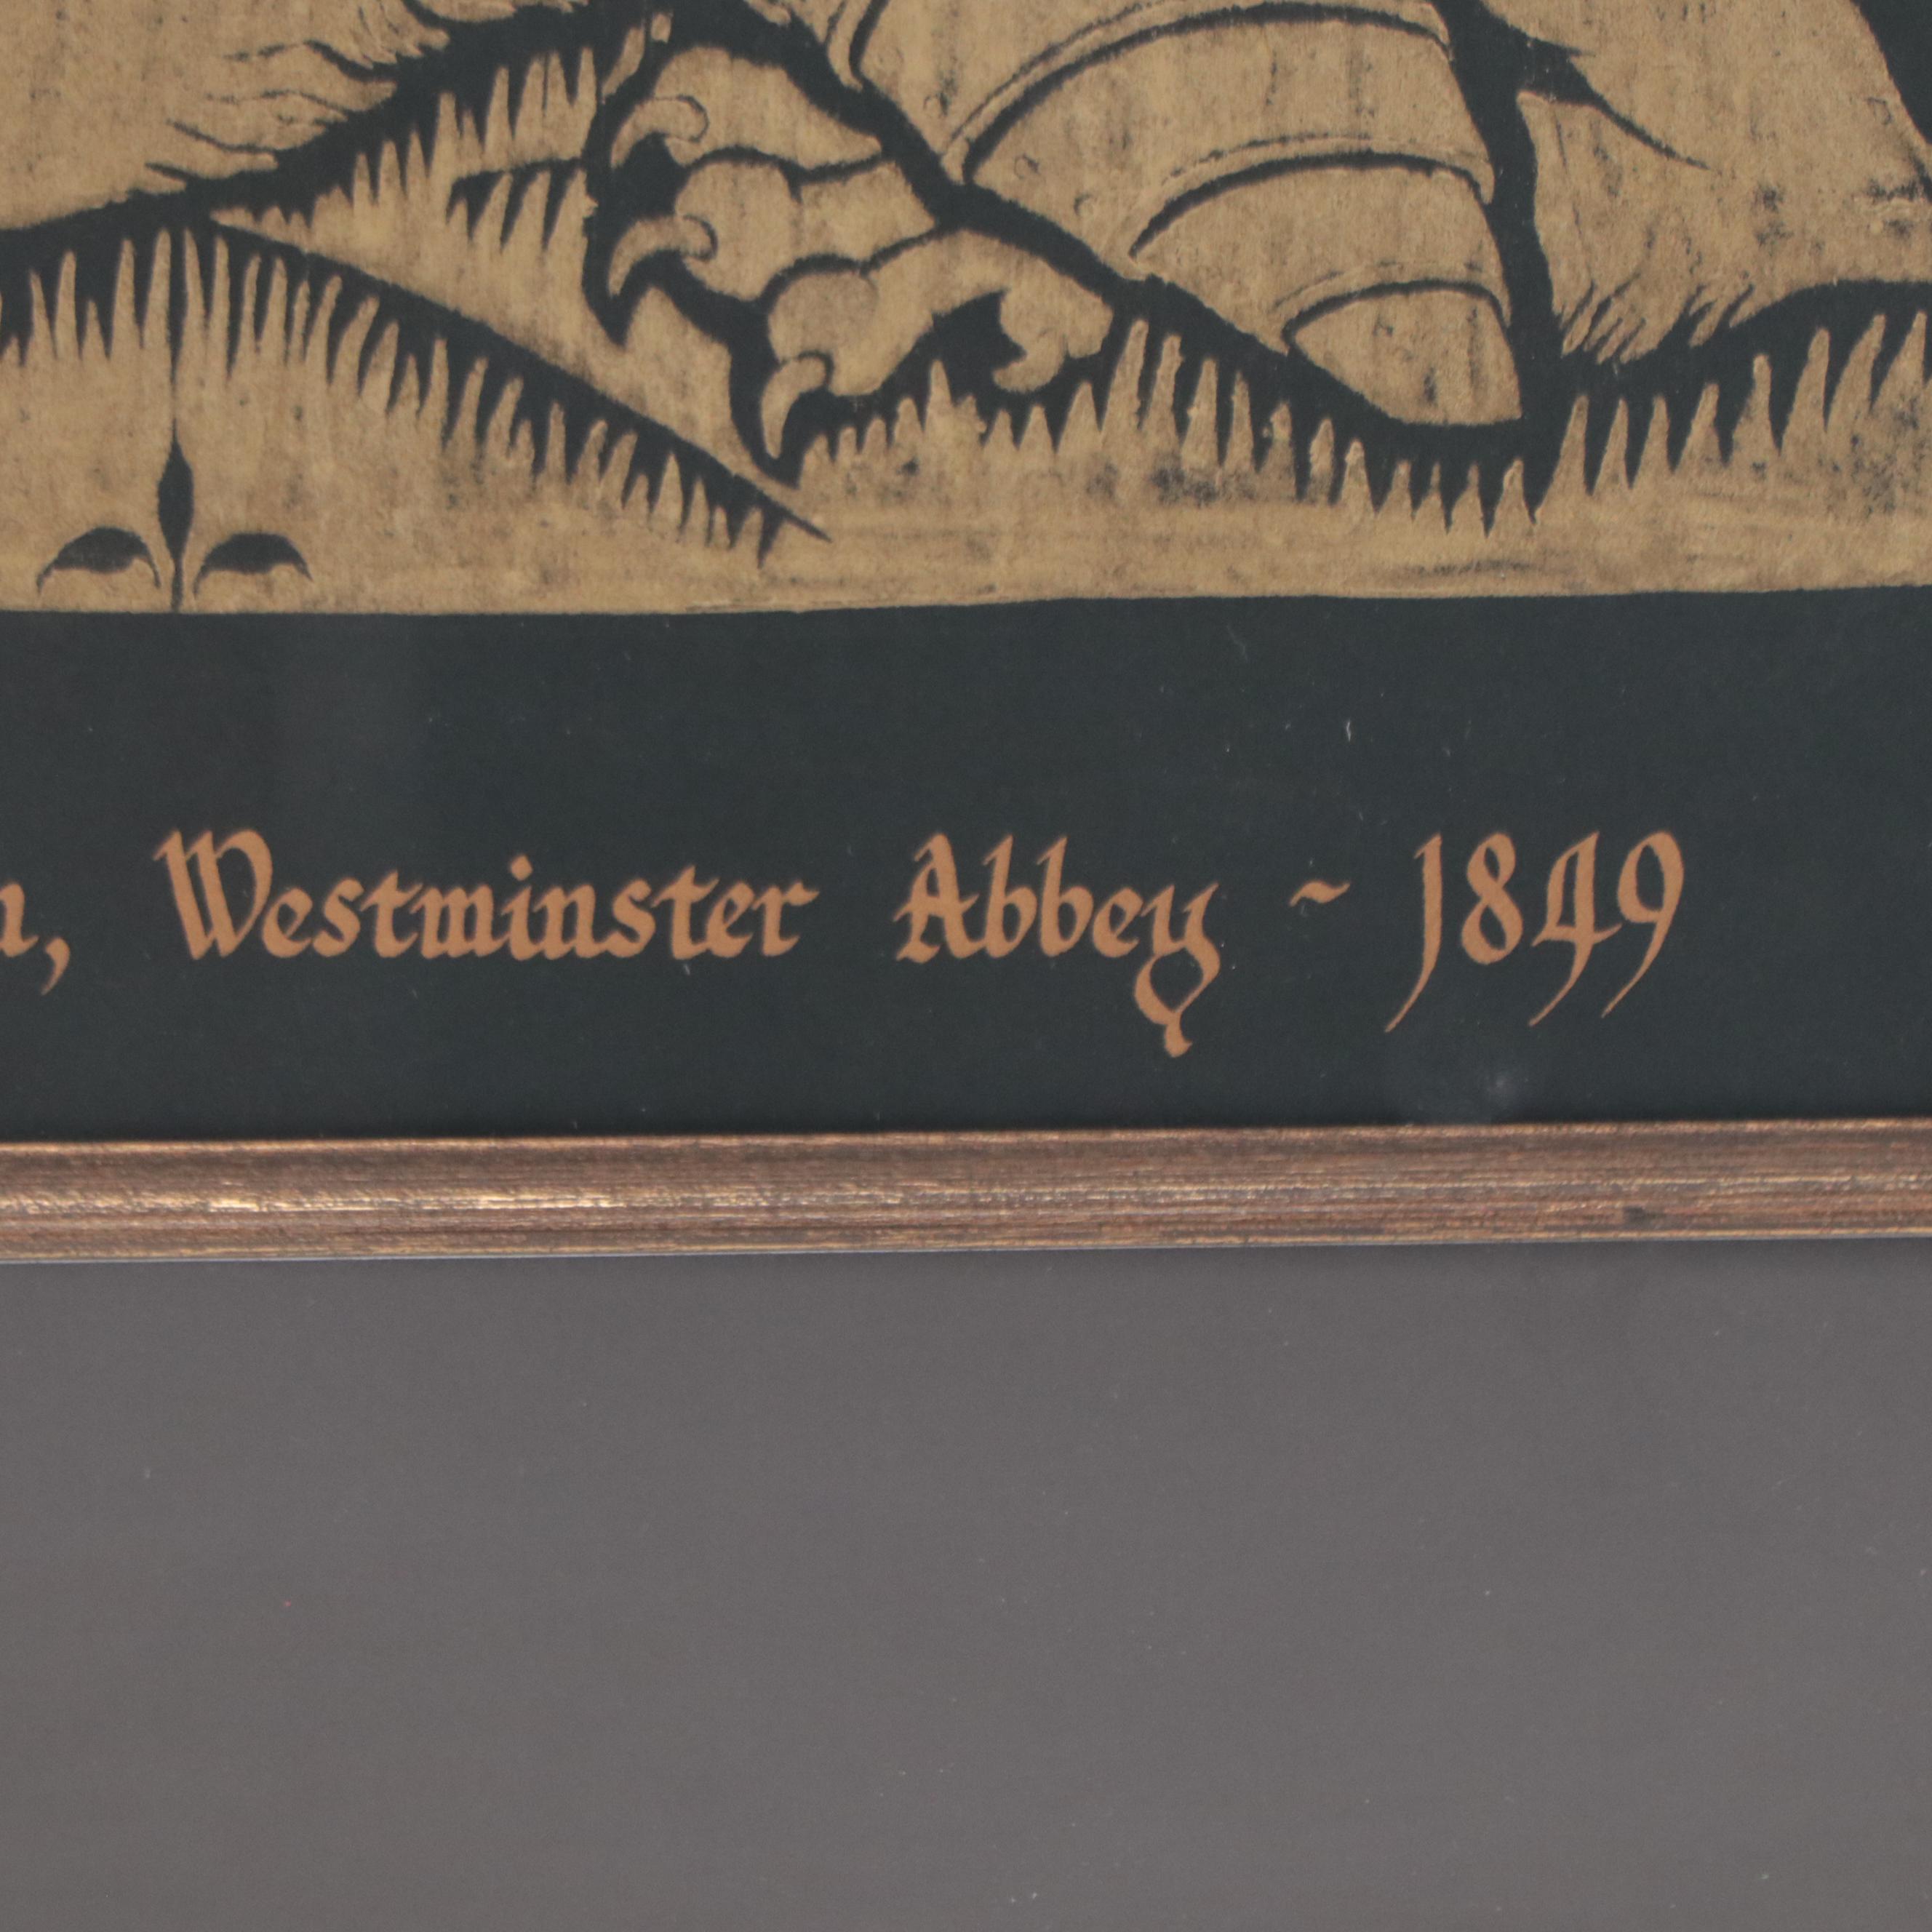 n, Westminster Abbey ~ 1849